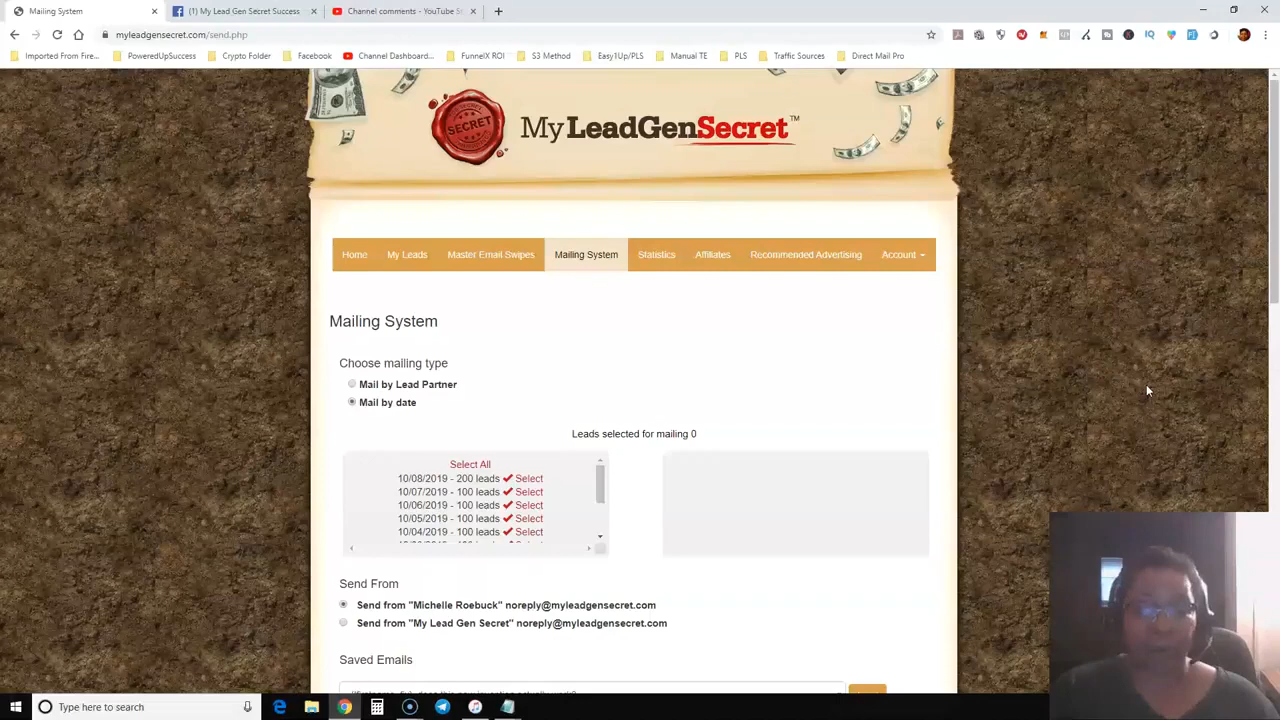 Mailing System
(1) My Lead Gen Secret Success
Channel comments - YouTube S
myleadgensecret.com/send.php
Imported From Fire...
PoweredUpSuccess
Crypto Folder
Facebook
Channel Dashboard...
FunnelX ROI
S3 Method
Easy1Up/PLS
Manual TE
PLS
Traffic Sources
Direct Mail Pro
SECRET
MyLeadGenSecret™
Home
My Leads
Master Email Swipes
Mailing System
Statistics
Affiliates
Recommended Advertising
Account
Mailing System
Choose mailing type
Mail by Lead Partner
Mail by date
Leads selected for mailing 0
Select All
10/08/2019 - 200 leads ✔ Select
10/07/2019 - 100 leads ✔ Select
10/06/2019 - 100 leads ✔ Select
10/05/2019 - 100 leads ✔ Select
10/04/2019 - 100 leads ✔ Select
Send From
Send from "Michelle Roebuck" noreply@myleadgensecret.com
Send from "My Lead Gen Secret" noreply@myleadgensecret.com
Saved Emails
Type here to search